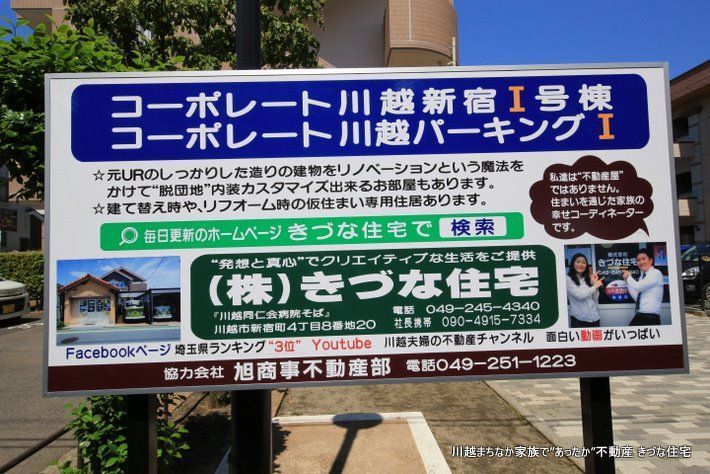 コーポレート川越新宿Ⅰ号棟
コーポレート川越パーキングⅠ
☆元URのしっかりした造りの建物をリノベーションという魔法を
かけて“脱団地”内装カスタマイズ出来るお部屋もあります。
☆建て替え時や、リフォーム時の仮住まい専用住居あります。
私達は“不動産屋”
ではありません。
住まいを通じた家族の
幸せコーディネーター
です。
毎日更新のホームページ きづな住宅で 検索
“発想と真心”でクリエイティブな生活をご提供
(株)きづな住宅
『川越同仁会病院そば』
川越市新宿町4丁目8番地20
電話 049-245-4340
社長携帯 090-4915-7334
株式会社
きづな住宅
049-245-4340
Facebookページ 埼玉県ランキング“3位” Youtube 川越夫婦の不動産チャンネル 面白い動画がいっぱい
協力会社 旭商事不動産部 電話049-251-1223
川越まちなか家族で“あったか”不動産 きづな住宅